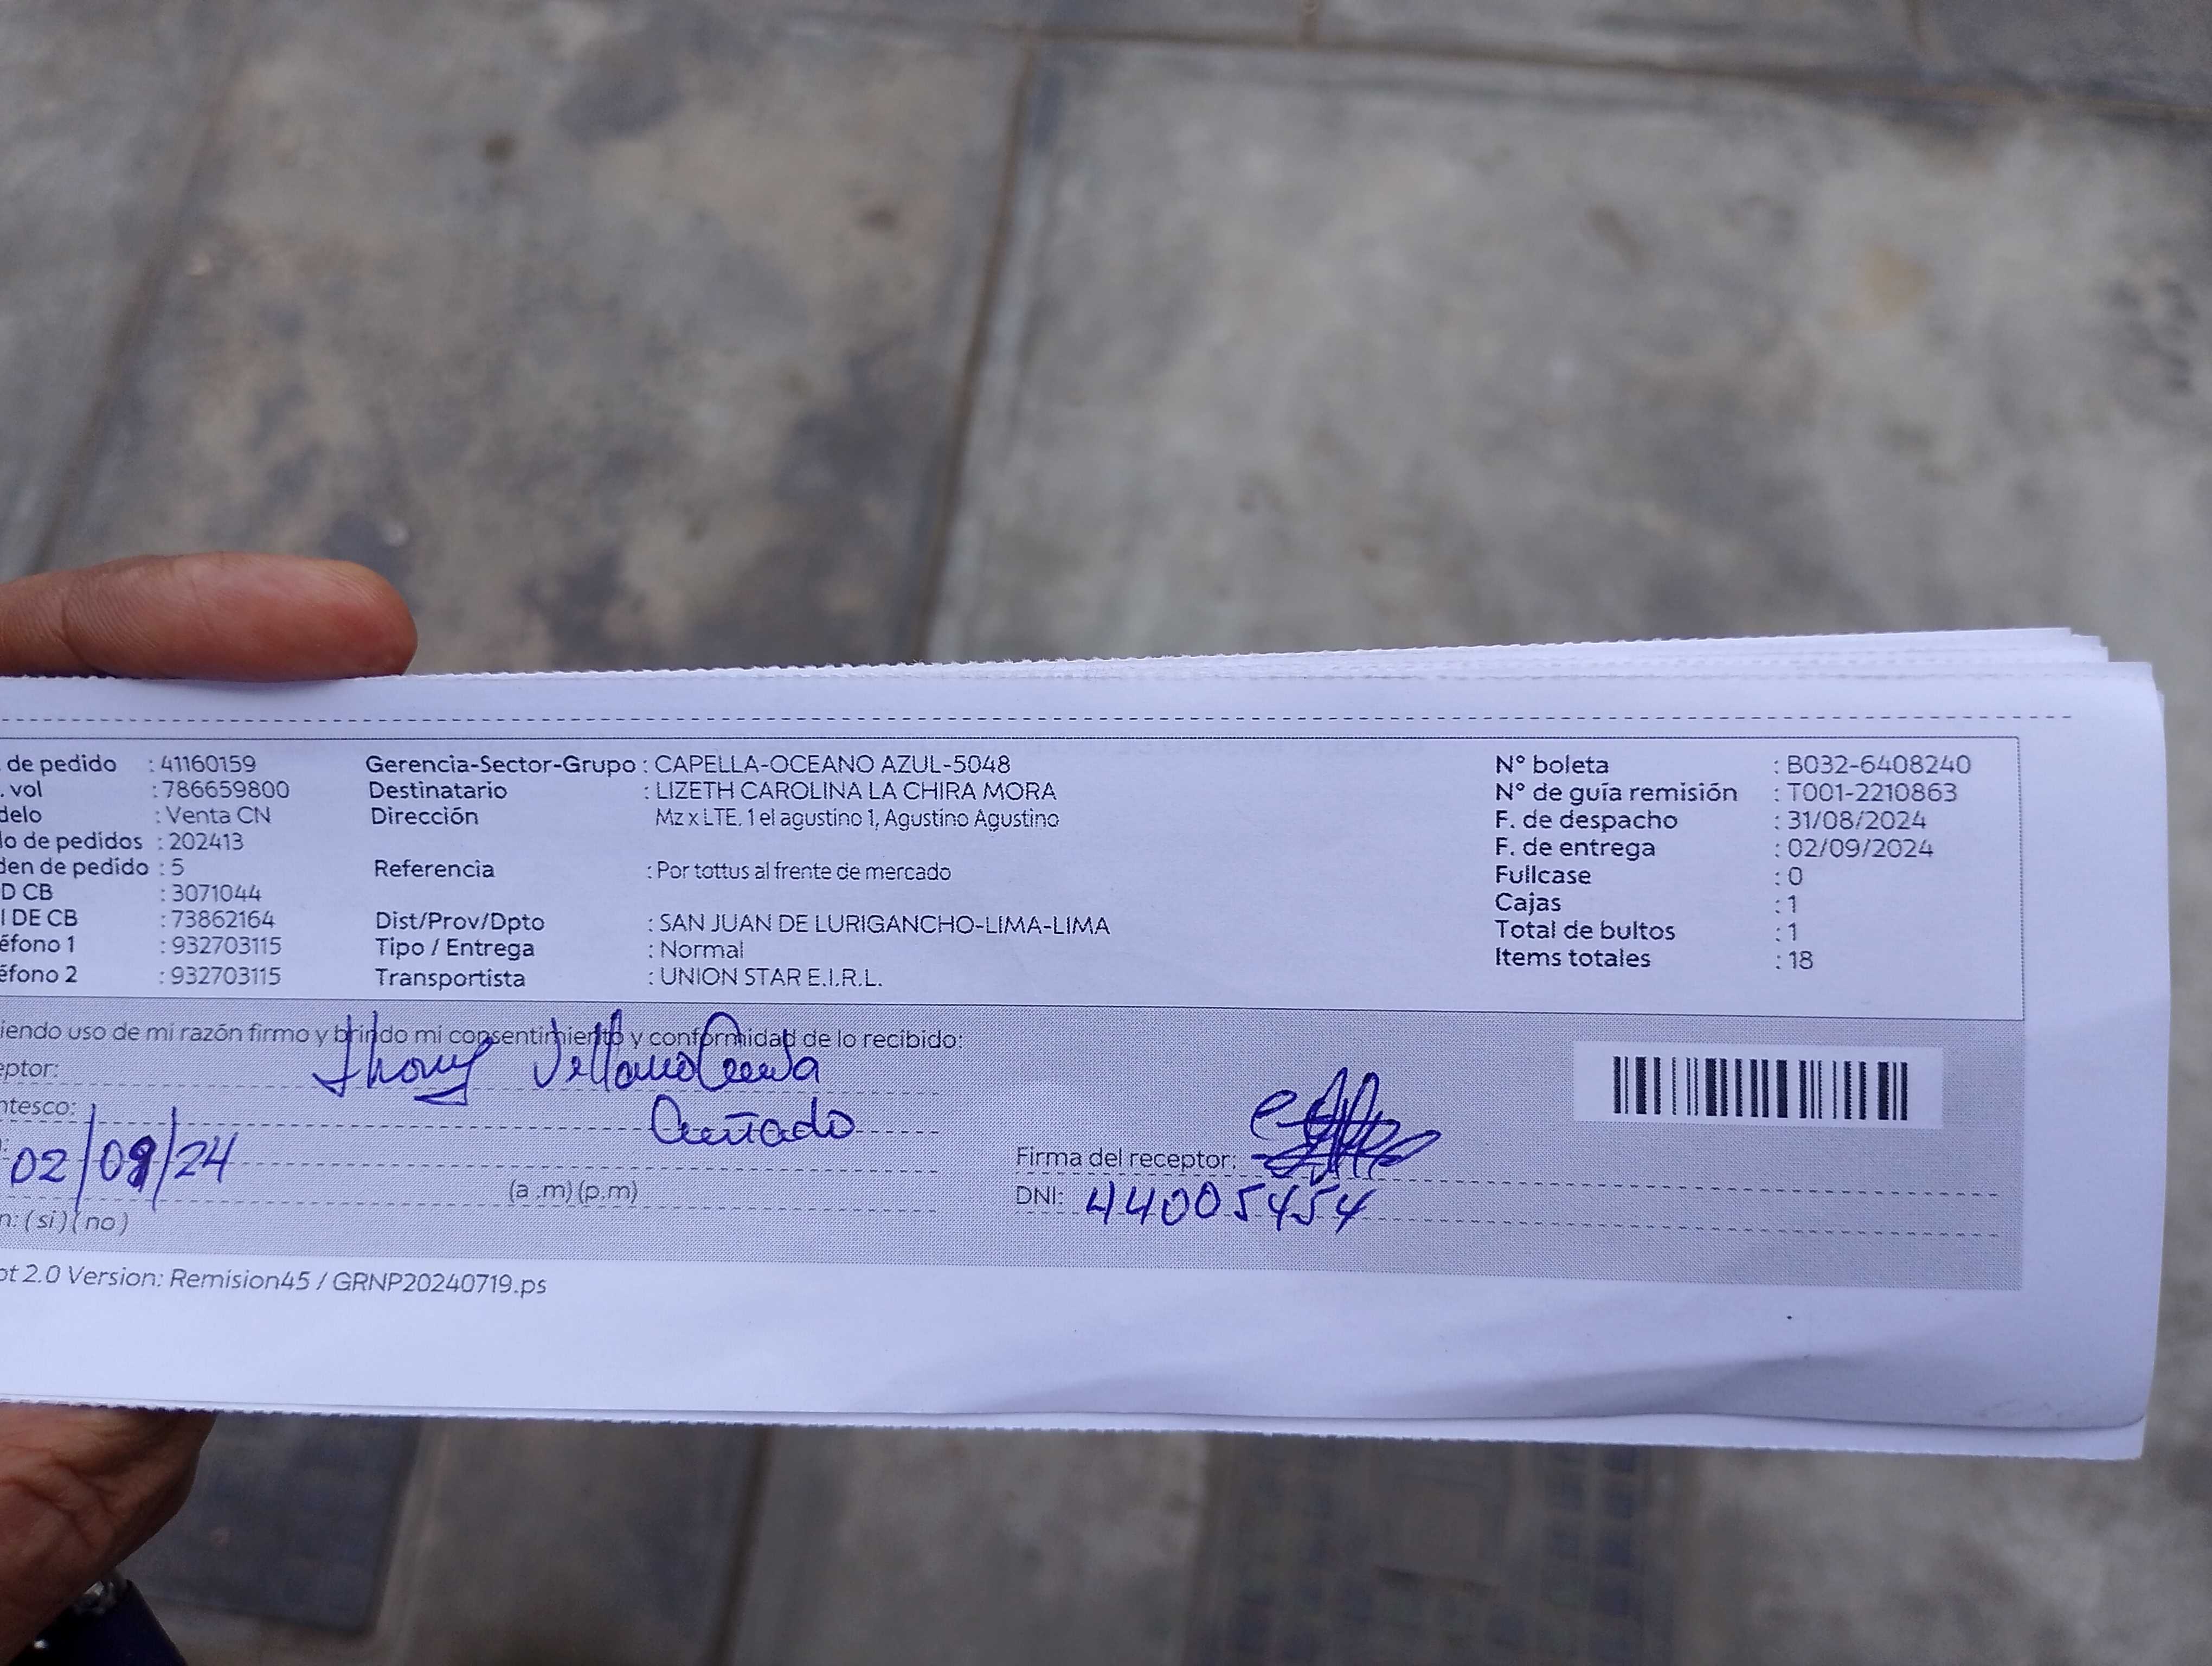 de pedido : 41160159
. vol : 786659800
delo : Venta CN
lo de pedidos : 202413
den de pedido : 5
D CB : 3071044
I DE CB : 73862164
éfono 1 : 932703115
éfono 2 : 932703115
Gerencia-Sector-Grupo : CAPELLA-OCEANO AZUL-5048
Destinatario : LIZETH CAROLINA LA CHIRA MORA
Dirección Mz x LTE. 1 el agustino 1, Agustino Agustino
Referencia : Por tottus al frente de mercado
Dist/Prov/Dpto : SAN JUAN DE LURIGANCHO-LIMA-LIMA
Tipo / Entrega : Normal
Transportista : UNION STAR E.I.R.L.
N° boleta : B032-6408240
N° de guía remisión : T001-2210863
F. de despacho : 31/08/2024
F. de entrega : 02/09/2024
Fullcase : 0
Cajas : 1
Total de bultos : 1
Items totales : 18
iendo uso de mi razón firmo y brindo mi consentimiento y conformidad de lo recibido:
eptor: Jhony
ntesco: Cuñado
02/09/24
(a .m) (p.m)
n: (si) (no)
Firma del receptor:
DNI: 44005454
ot 2.0 Version: Remision45 / GRNP20240719.ps